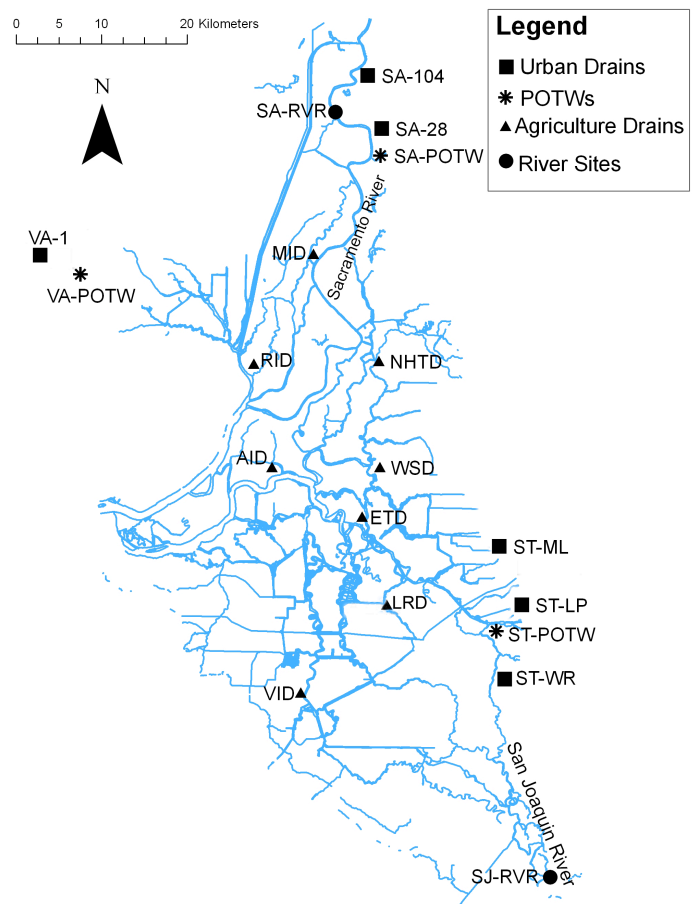 0 5 10 20 Kilometers
Legend
Urban Drains
POTWs
Agriculture Drains
River Sites
N
SA-104
SA-RVR
SA-28
SA-POTW
Sacramento River
VA-1
VA-POTW
MID
RID
NHTD
AID
WSD
ETD
ST-ML
LRD
ST-LP
ST-POTW
ST-WR
VID
San Joaquin River
SJ-RVR